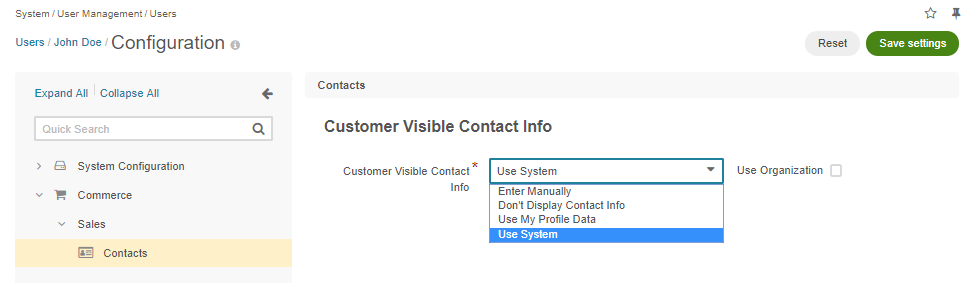 System / User Management / Users
Users / John Doe / Configuration
Reset
Save settings
Expand All
Collapse All
Quick Search
System Configuration
Commerce
Sales
Contacts
Contacts
Customer Visible Contact Info
Customer Visible Contact *
Info
Use System
Use Organization
Enter Manually
Don't Display Contact Info
Use My Profile Data
Use System